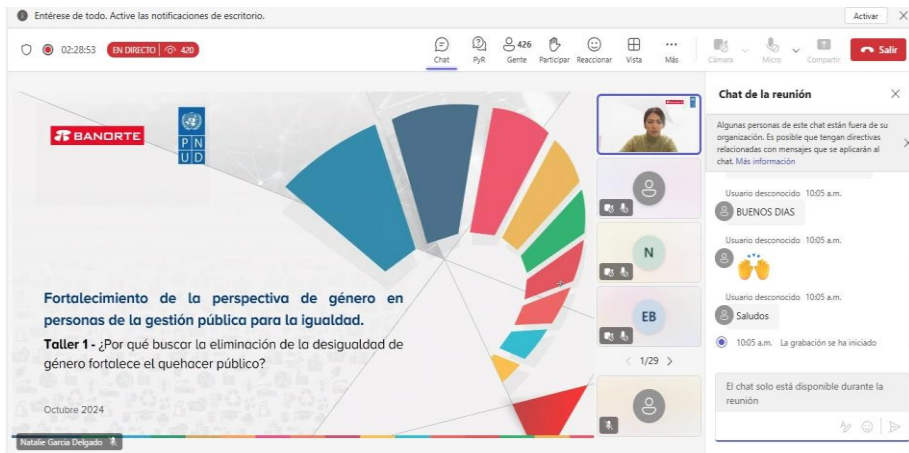 Entérese de todo. Active las notificaciones de escritorio.
Activar
02:28:53
EN DIRECTO 420
Chat
PyR
426
Gente
Participar
Reaccionar
Vista
Más
Cámara
Micro
Compartir
Salir
BANORTE
P N
U D
Fortalecimiento de la perspectiva de género en
personas de la gestión pública para la igualdad.
Taller 1 - ¿Por qué buscar la eliminación de la desigualdad de
género fortalece el quehacer público?
Octubre 2024
Natalie Garcia Delgado
N
EB
1/29
Chat de la reunión
Algunas personas de este chat están fuera de su
organización. Es posible que tengan directivas
relacionadas con mensajes que se aplicarán al
chat. Más información
Usuario desconocido 10:05 a.m.
BUENOS DIAS
Usuario desconocido 10:05 a.m.
Usuario desconocido 10:05 a.m.
Saludos
10:05 a.m. La grabación se ha iniciado
El chat solo está disponible durante la
reunión